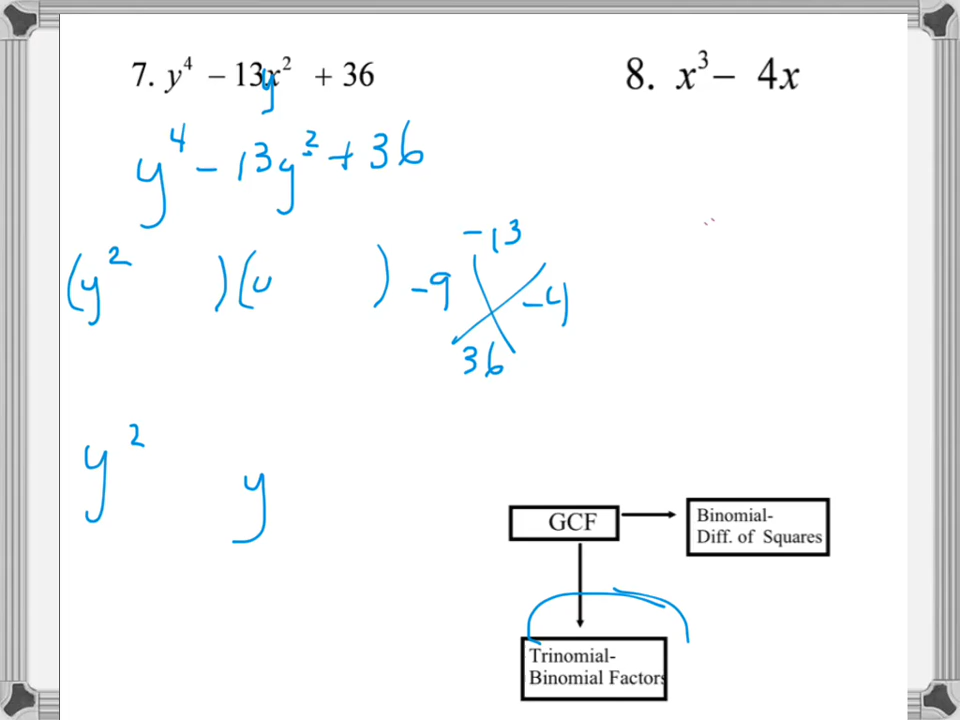 7. y⁴ – 13x² + 36
y
8. x³ – 4x
y⁴ – 13y² + 36
(y² )(y )
-13
-9 -4
36
y² y
GCF
Binomial-
Diff. of Squares
Trinomial-
Binomial Factors